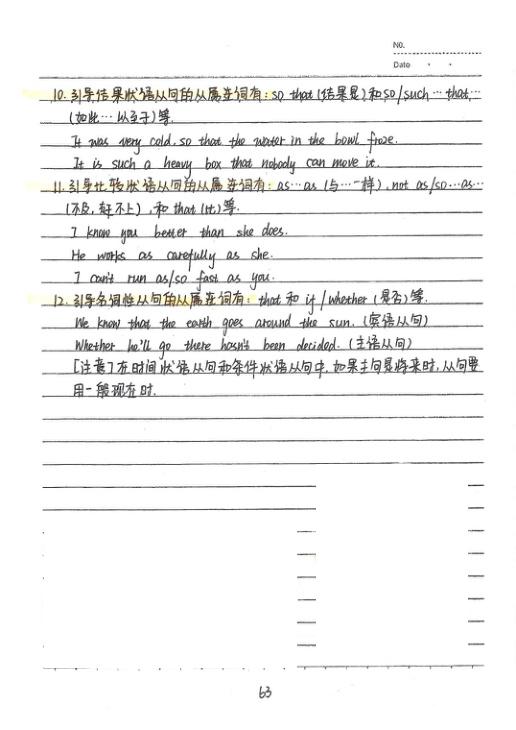 No.
Date
10. 引导结果状语从句的从属连词有: so that (结果是) 和 so/such … that…
(如此… 以至于)等.
It was very cold, so that the water in the bowl froze.
It is such a heavy box that nobody can move it.
11. 引导比较状语从句的从属连词有: as…as (与…一样), not as/so…as…
(不及, 好不上), 和 that (比)等.
I know you better than she does.
He works as carefully as she.
I can't run as/so fast as you.
12. 引导名词性从句的从属连词有: that 和 if / whether (是否)等.
We know that the earth goes around the sun. (宾语从句)
Whether he'll go there hasn't been decided. (主语从句)
[注意] 在时间状语从句和条件状语从句中, 如果主句是将来时, 从句要
用一般现在时.
63